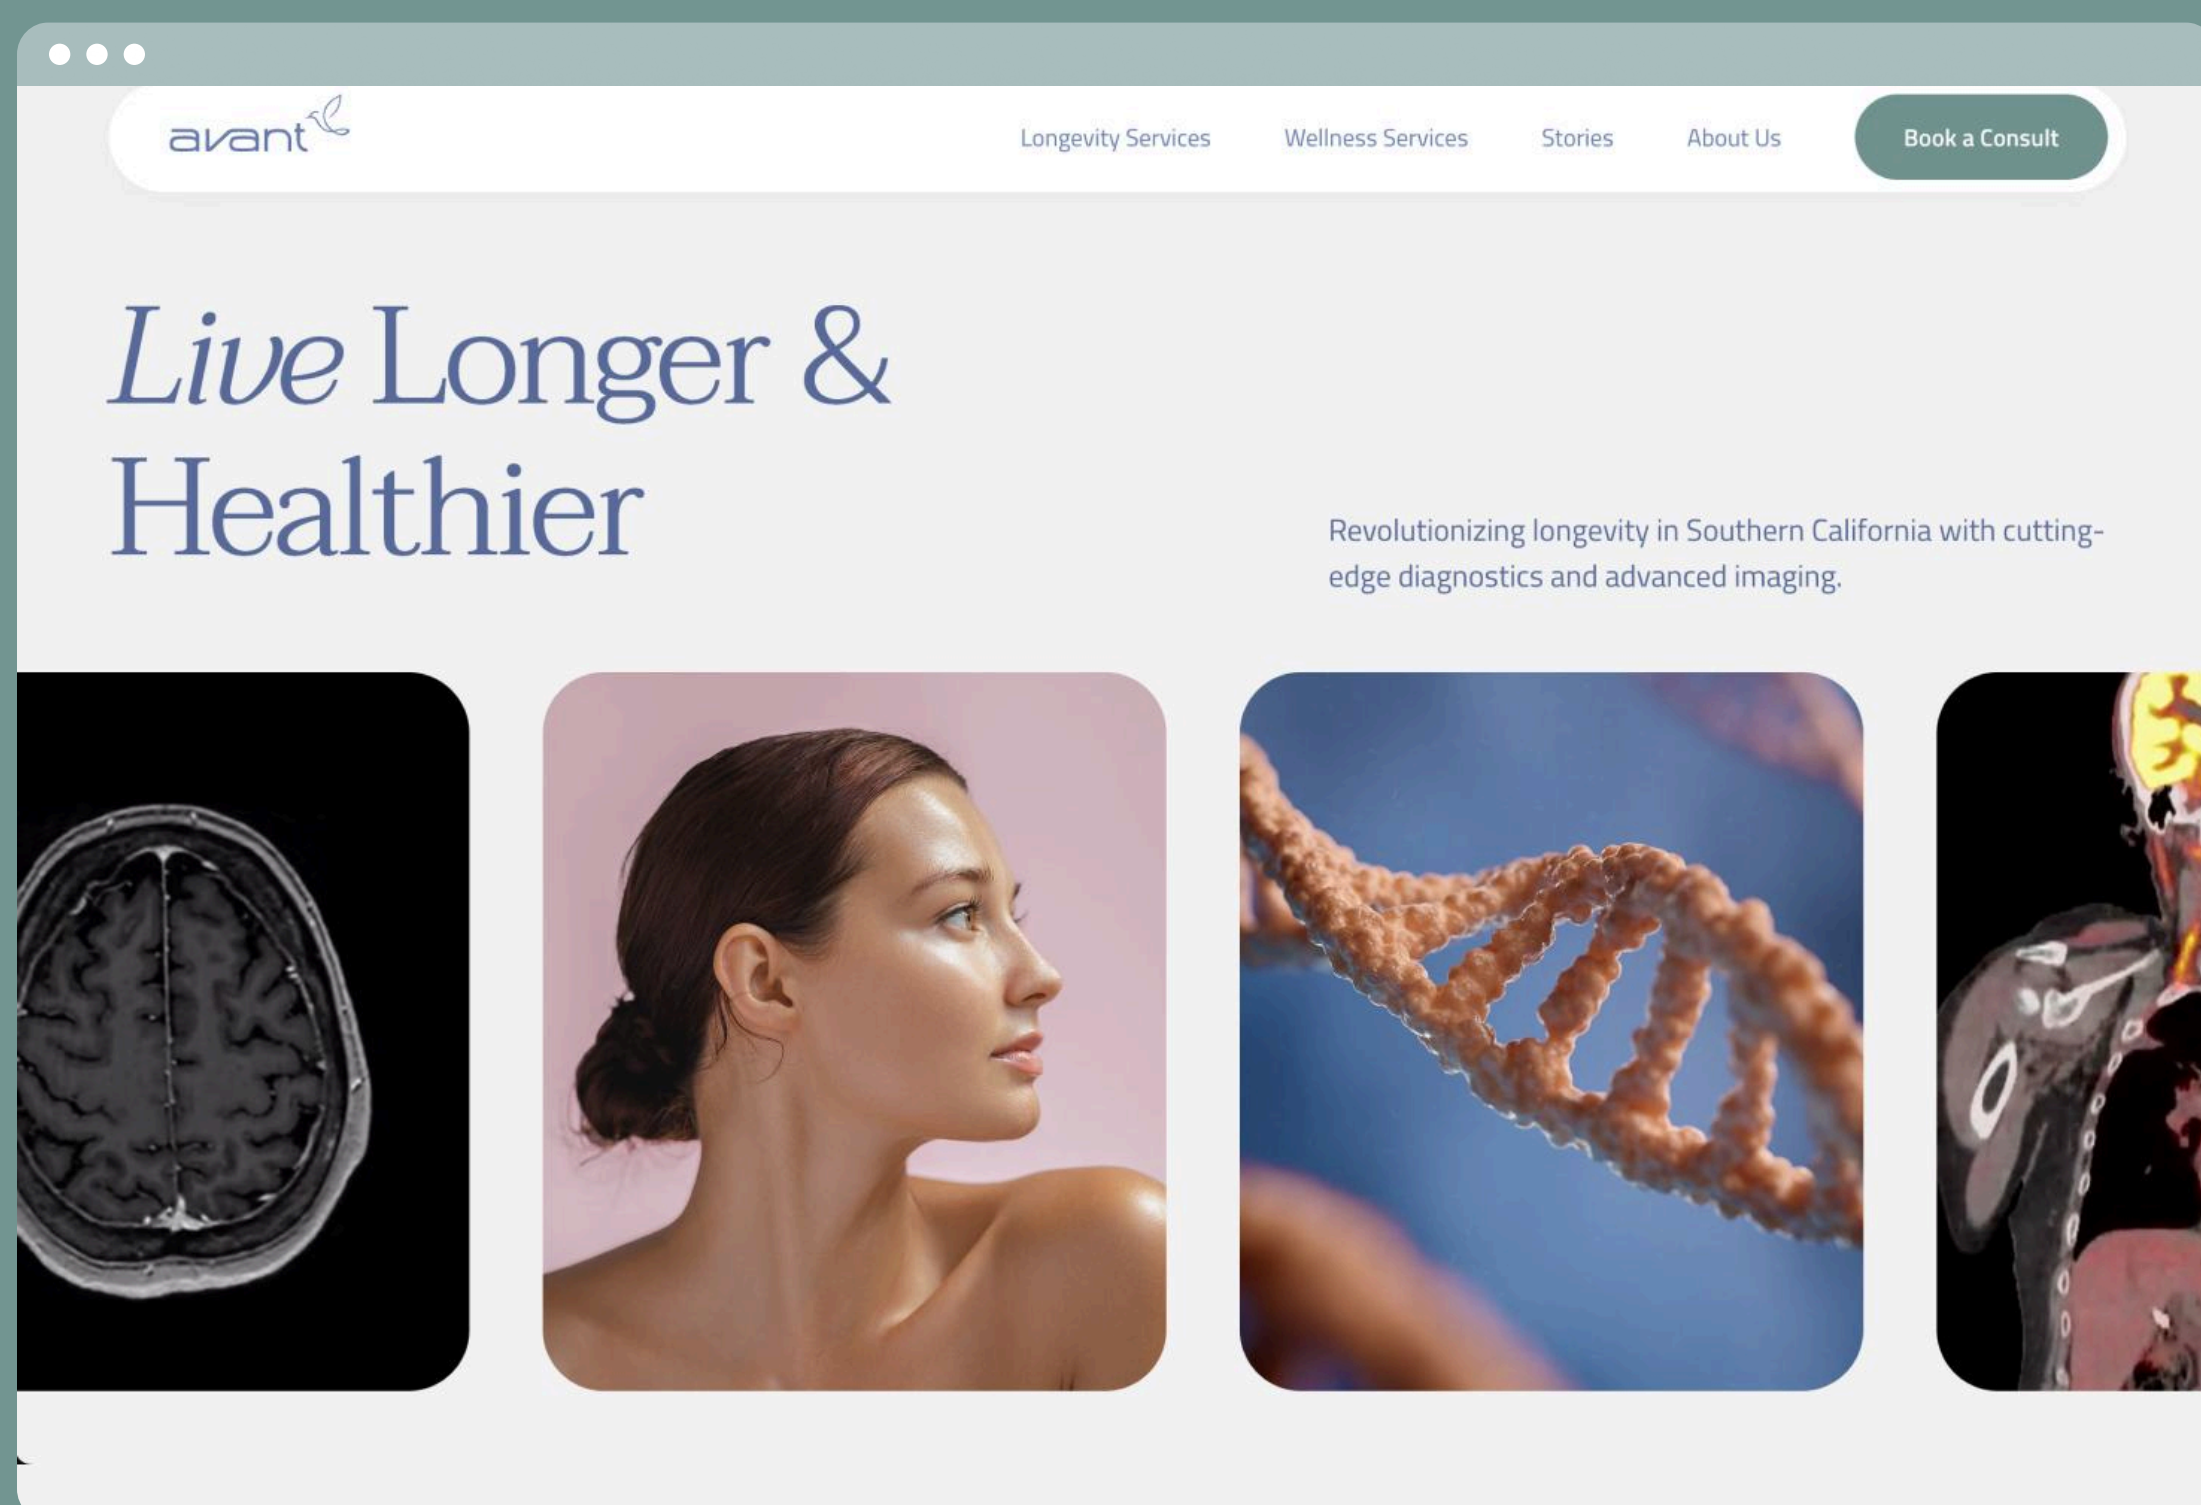 avant
Longevity Services
Wellness Services
Stories
About Us
Book a Consult
Live Longer &
Healthier
Revolutionizing longevity in Southern California with cutting-
edge diagnostics and advanced imaging.